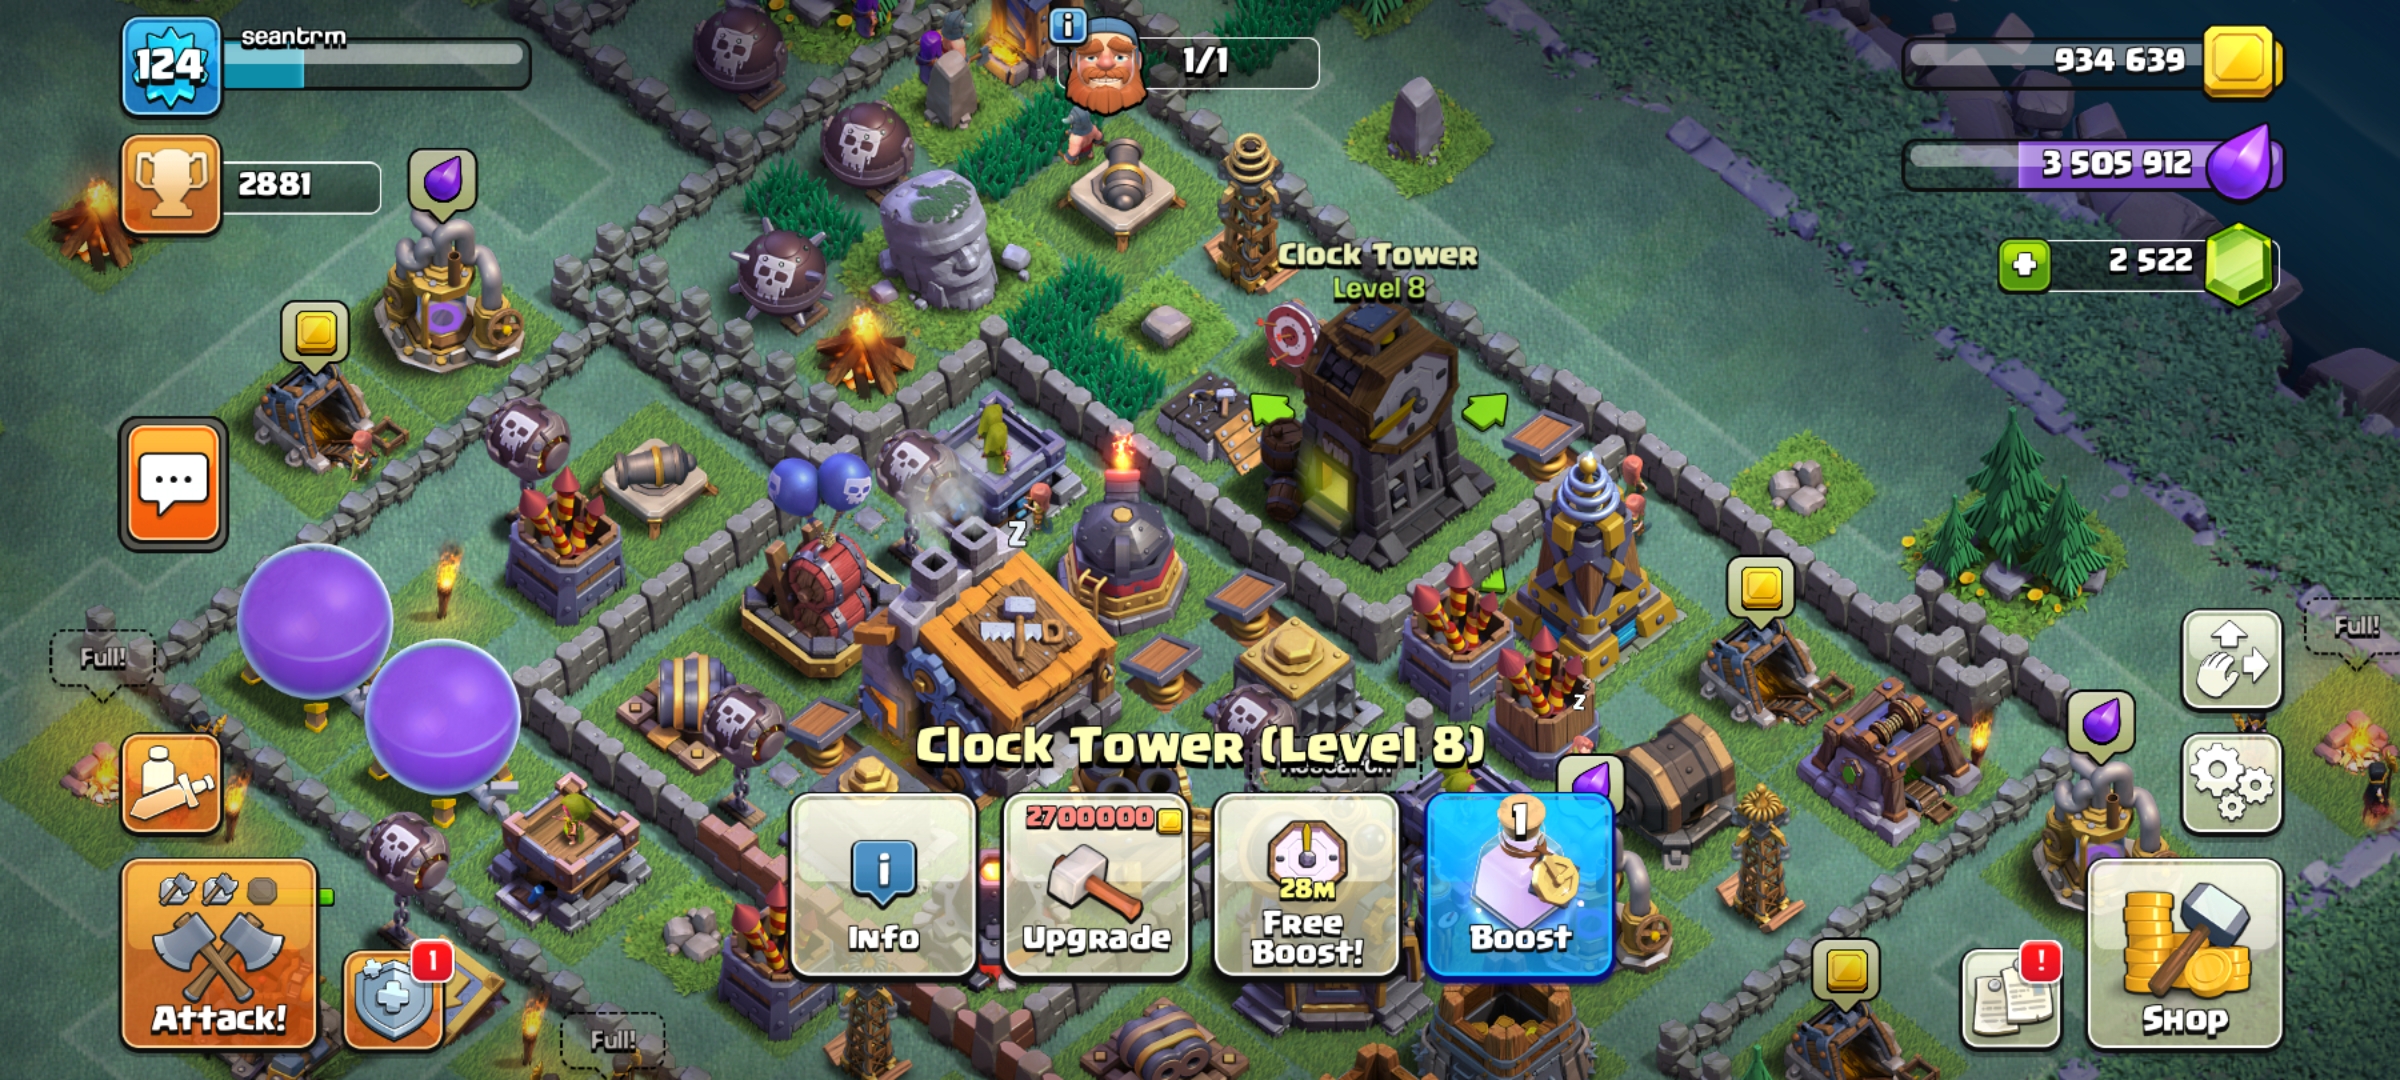 124
seantrm
i
1/1
934 639
2881
3 505 912
+
2 522
Clock Tower
Level 8
z
Full!
Full!
z
z
Clock Tower (Level 8)
Research
2700000
1
i
28M
Info
Upgrade
Free
Boost!
Boost
Attack!
1
Full!
!
Shop